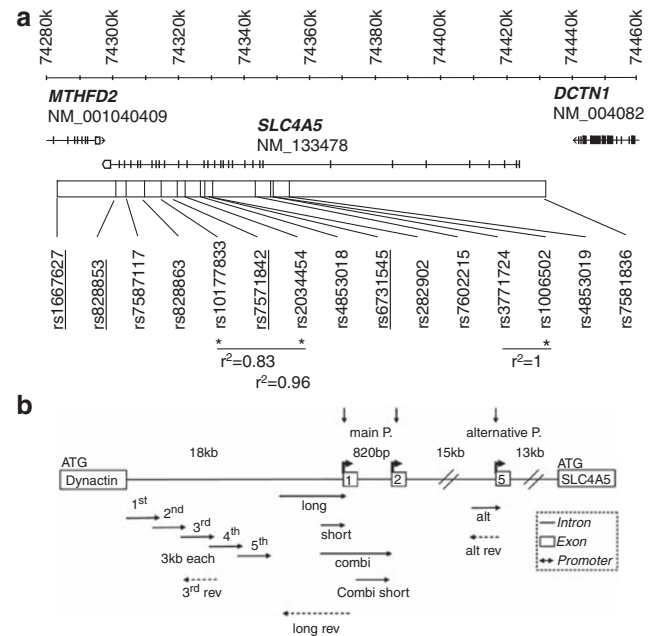 a
74280k 74300k 74320k 74340k 74360k 74380k 74400k 74420k 74440k 74460k
MTHFD2
NM_001040409
SLC4A5
NM_133478
DCTN1
NM_004082
rs1667627
rs828853
rs7587117
rs828863
rs10177833
rs7571842
rs2034454
rs4853018
rs6731545
rs282902
rs7602215
rs3771724
rs1006502
rs4853019
rs7581836
* * *
r²=0.83 r²=1
r²=0.96
b
main P. alternative P.
18kb 820bp 15kb 13kb
ATG ATG
Dynactin 1 2 5 SLC4A5
1st long alt
2nd
3rd short alt rev
4th
5th combi
3kb each
3rd rev Combi short
long rev
Intron
Exon
Promoter